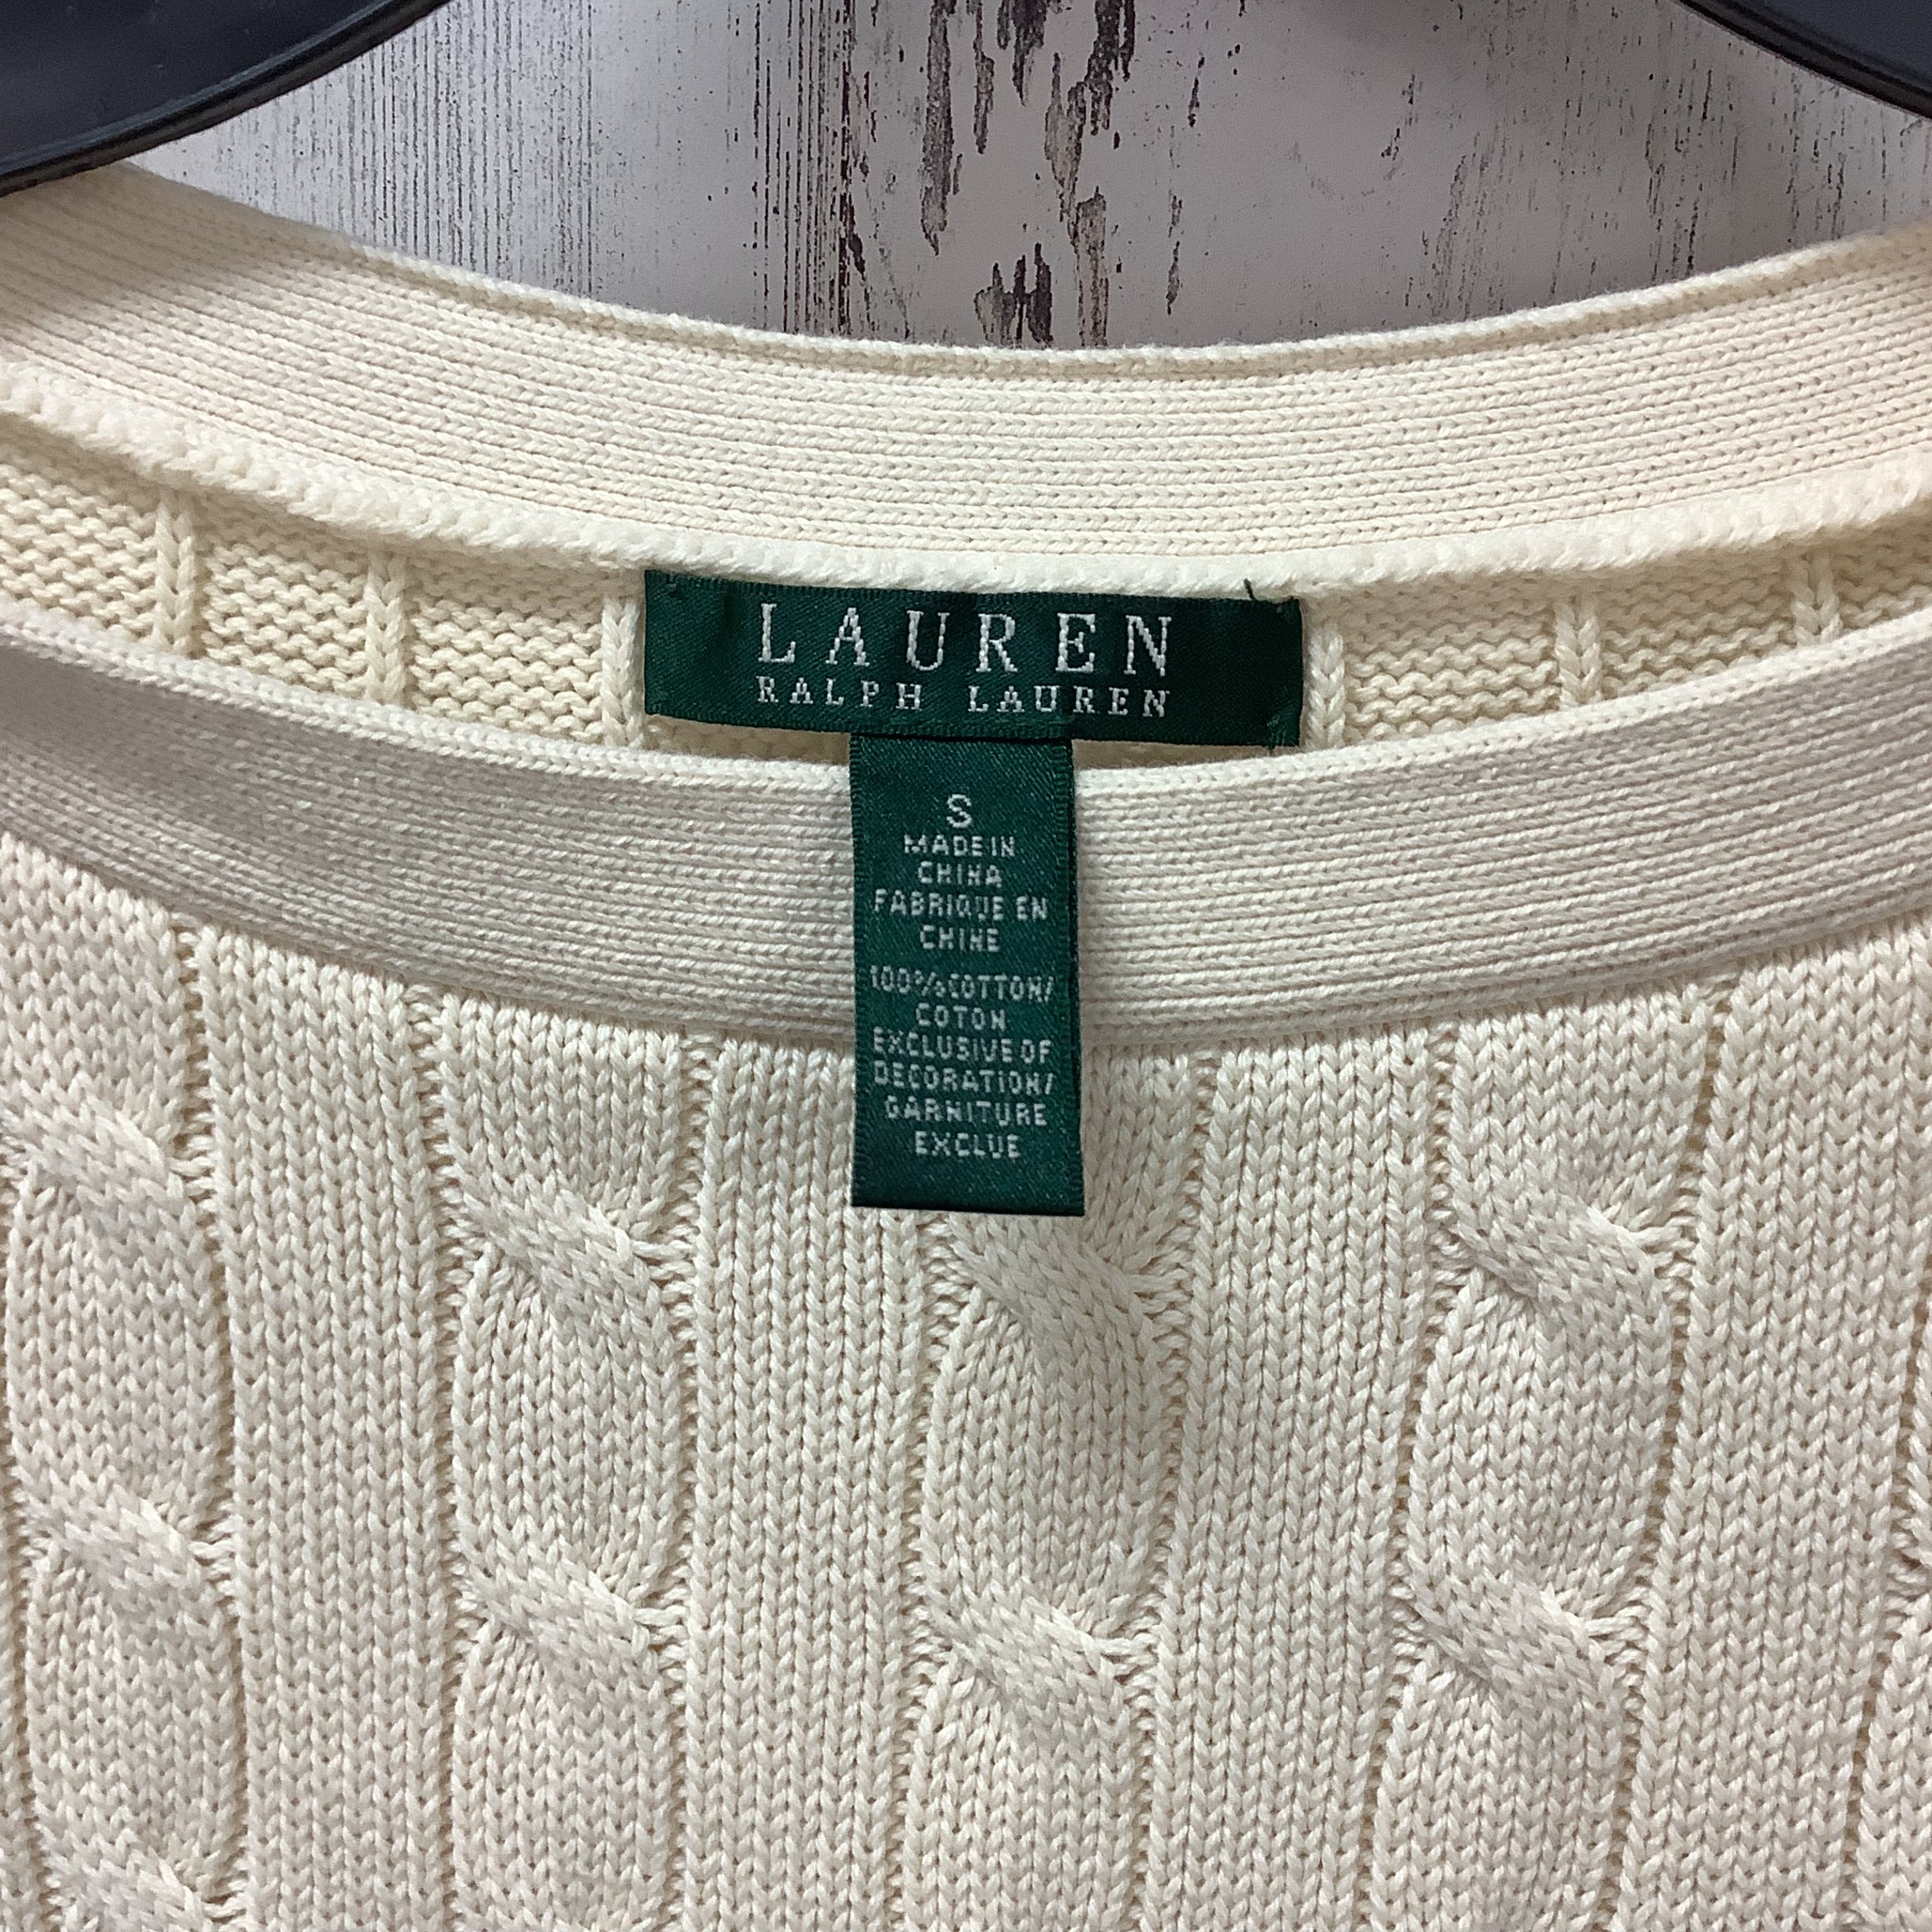 LAUREN
RALPH LAUREN
S
MADE IN
CHINA
FABRIQUE EN
CHINE
100% COTTON/
COTON
EXCLUSIVE OF
DECORATION/
GARNITURE
EXCLUE